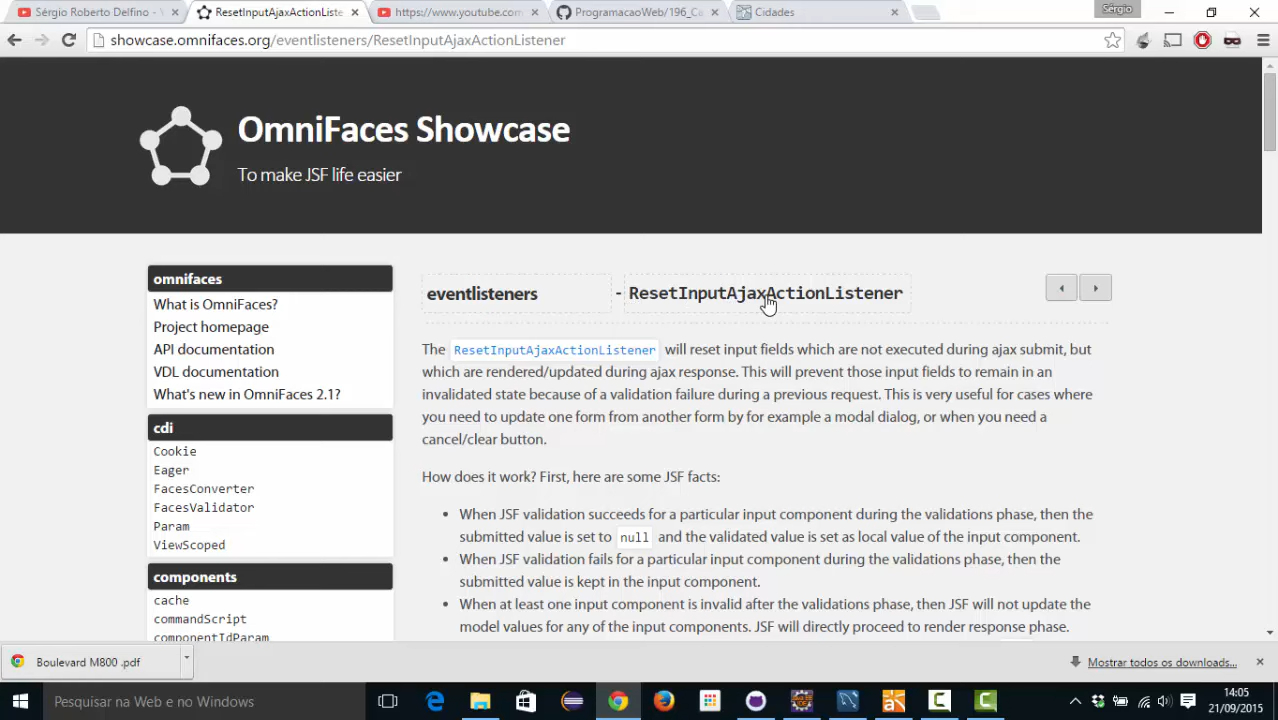 Sérgio Roberto Delfino - V
ResetInputAjaxActionListe
https://www.youtube.com
ProgramacaoWeb/196_Co
Cidades
Sérgio
showcase.omnifaces.org/eventlisteners/ResetInputAjaxActionListener
OmniFaces Showcase
To make JSF life easier
omnifaces
What is OmniFaces?
Project homepage
API documentation
VDL documentation
What's new in OmniFaces 2.1?
cdi
Cookie
Eager
FacesConverter
FacesValidator
Param
ViewScoped
components
cache
commandScript
componentIdParam
eventlisteners - ResetInputAjaxActionListener
The ResetInputAjaxActionListener will reset input fields which are not executed during ajax submit, but
which are rendered/updated during ajax response. This will prevent those input fields to remain in an
invalidated state because of a validation failure during a previous request. This is very useful for cases where
you need to update one form from another form by for example a modal dialog, or when you need a
cancel/clear button.
How does it work? First, here are some JSF facts:
• When JSF validation succeeds for a particular input component during the validations phase, then the
submitted value is set to null and the validated value is set as local value of the input component.
• When JSF validation fails for a particular input component during the validations phase, then the
submitted value is kept in the input component.
• When at least one input component is invalid after the validations phase, then JSF will not update the
model values for any of the input components. JSF will directly proceed to render response phase.
Boulevard M800 .pdf
Mostrar todos os downloads...
Pesquisar na Web e no Windows
14:05
21/09/2015